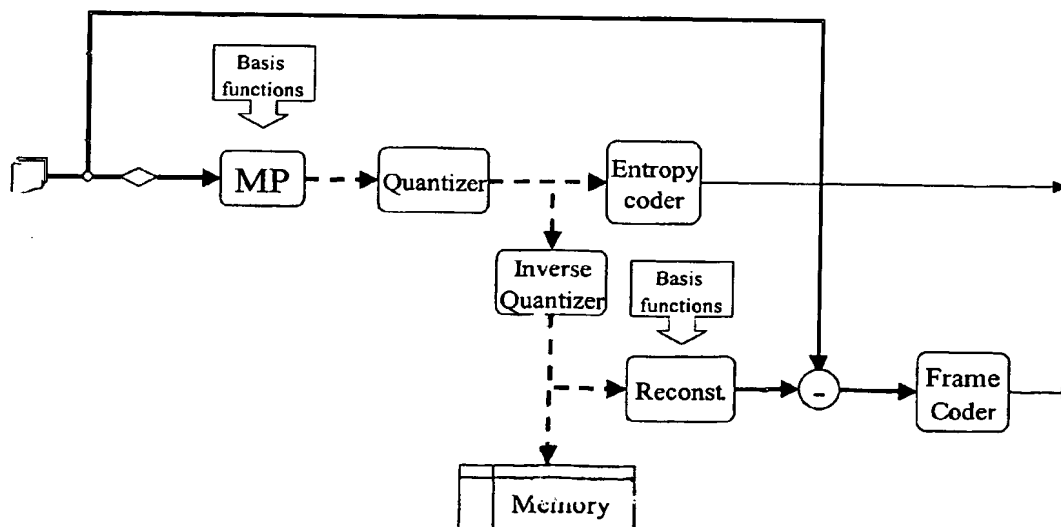 Basis
functions
MP
Quantizer
Entropy
coder
Inverse
Quantizer
Basis
functions
Reconst.
-
Frame
Coder
Memory